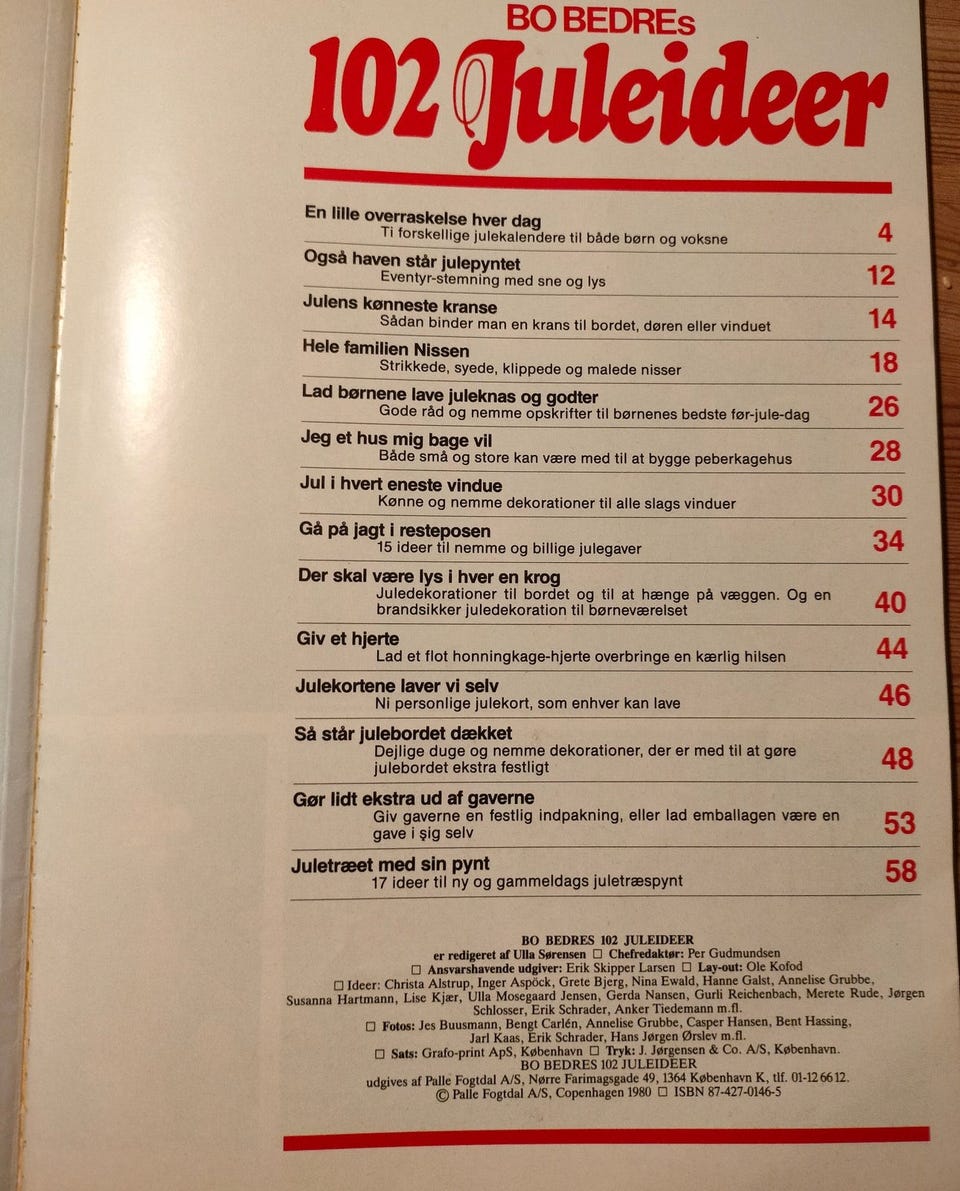 BO BEDREs
102 Juleideer
En lille overraskelse hver dag
Ti forskellige julekalendere til både børn og voksne
4
Også haven står julepyntet
Eventyr-stemning med sne og lys
12
Julens kønneste kranse
Sådan binder man en krans til bordet, døren eller vinduet
14
Hele familien Nissen
Strikkede, syede, klippede og malede nisser
18
Lad børnene lave juleknas og godter
Gode råd og nemme opskrifter til børnenes bedste før-jule-dag
26
Jeg et hus mig bage vil
Både små og store kan være med til at bygge peberkagehus
28
Jul i hvert eneste vindue
Kønne og nemme dekorationer til alle slags vinduer
30
Gå på jagt i resteposen
15 ideer til nemme og billige julegaver
34
Der skal være lys i hver en krog
Juledekorationer til bordet og til at hænge på væggen. Og en
brandsikker juledekoration til børneværelset
40
Giv et hjerte
Lad et flot honningkage-hjerte overbringe en kærlig hilsen
44
Julekortene laver vi selv
Ni personlige julekort, som enhver kan lave
46
Så står julebordet dækket
Dejlige duge og nemme dekorationer, der er med til at gøre
julebordet ekstra festligt
48
Gør lidt ekstra ud af gaverne
Giv gaverne en festlig indpakning, eller lad emballagen være en
gave i sig selv
53
Juletræet med sin pynt
17 ideer til ny og gammeldags juletræspynt
58
BO BEDRES 102 JULEIDEER
er redigeret af Ulla Sørensen □ Chefredaktør: Per Gudmundsen
□ Ansvarshavende udgiver: Erik Skipper Larsen □ Lay-out: Ole Kofod
□ Ideer: Christa Alstrup, Inger Aspöck, Grete Bjerg, Nina Ewald, Hanne Galst, Annelise Grubbe,
Susanna Hartmann, Lise Kjær, Ulla Mosegaard Jensen, Gerda Nansen, Gurli Reichenbach, Merete Rude, Jørgen
Schlosser, Erik Schrader, Anker Tiedemann m.fl.
□ Fotos: Jes Buusmann, Bengt Carlén, Annelise Grubbe, Casper Hansen, Bent Hassing,
Jarl Kaas, Erik Schrader, Hans Jørgen Ørslev m.fl.
□ Sats: Grafo-print ApS, København □ Tryk: J. Jørgensen & Co. A/S, København.
BO BEDRES 102 JULEIDEER
udgives af Palle Fogtdal A/S, Nørre Farimagsgade 49, 1364 København K, tlf. 01-12 66 12.
© Palle Fogtdal A/S, Copenhagen 1980 □ ISBN 87-427-0146-5